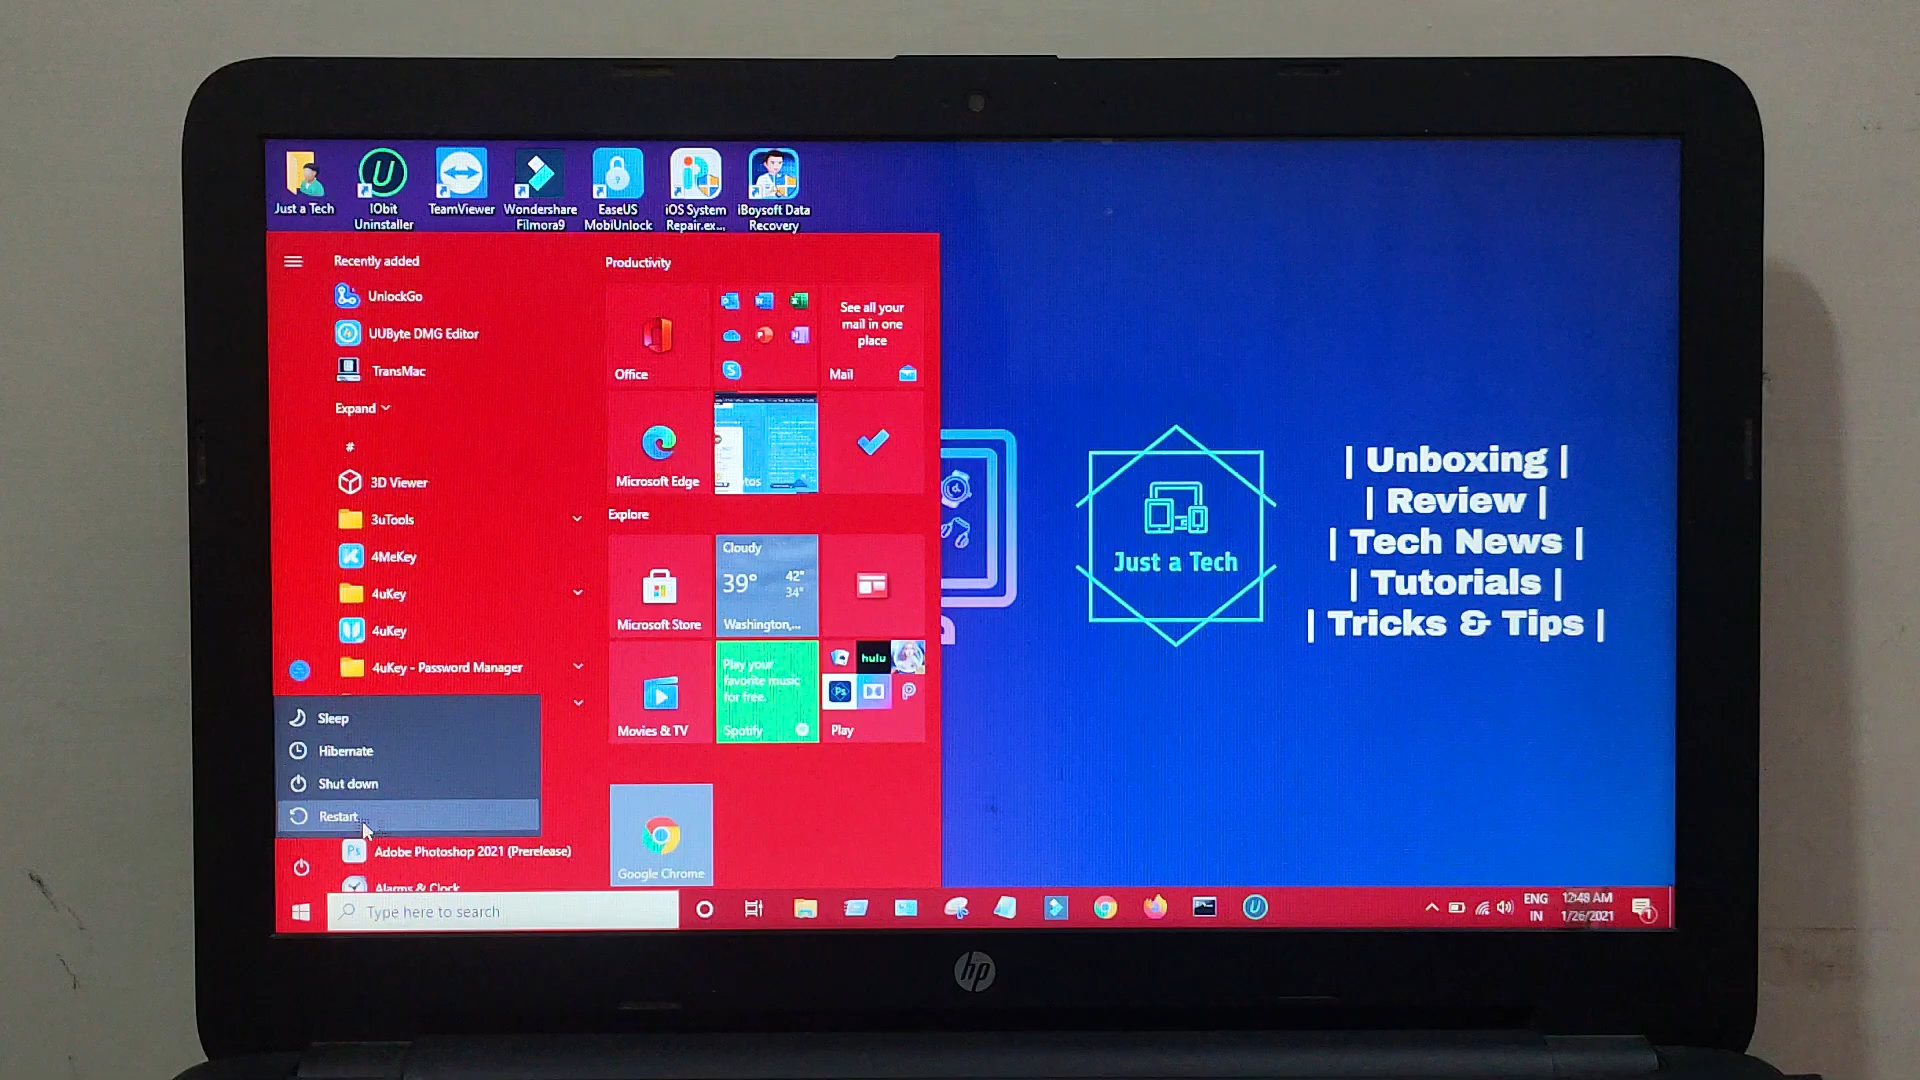 Just a Tech
IObit
Uninstaller
TeamViewer
Wondershare
Filmora9
EaseUS
MobiUnlock
iOS System
Repair.ex...
iBoysoft Data
Recovery
Recently added
UnlockGo
UUByte DMG Editor
TransMac
Expand
#
3D Viewer
3uTools
4MeKey
4uKey
4uKey
4uKey - Password Manager
Sleep
Hibernate
Shut down
Restart
Ps
Adobe Photoshop 2021 (Prerelease)
Alarms & Clock
Productivity
Office
See all your
mail in one
place
Mail
Microsoft Edge
Explore
Microsoft Store
Cloudy
39°
42°
34°
Washington,...
Movies & TV
Play your
favorite music
for free.
Spotify
hulu
Ps
Play
Google Chrome
Just a Tech
| Unboxing |
| Review |
| Tech News |
| Tutorials |
| Tricks & Tips |
Type here to search
ENG
IN
12:48 AM
1/26/2021
1
hp